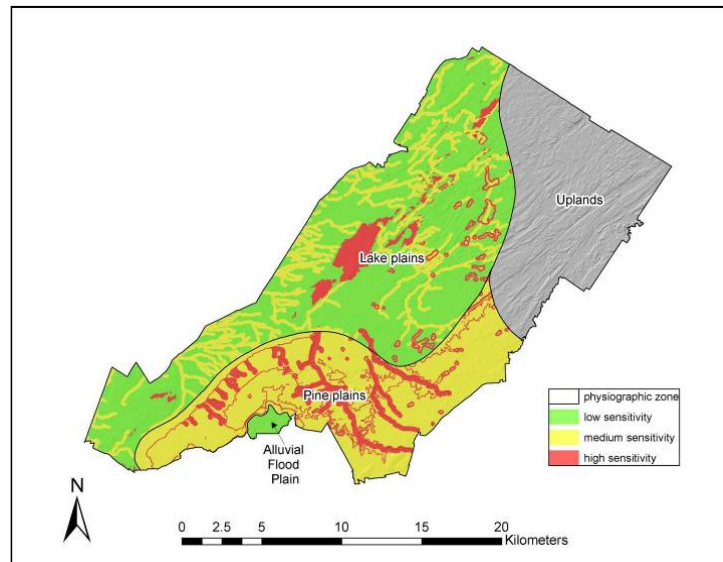 Uplands
Lake plains
Pine plains
Alluvial
Flood
Plain
physiographic zone
low sensitivity
medium sensitivity
high sensitivity
N
0 2.5 5 10 15 20
Kilometers